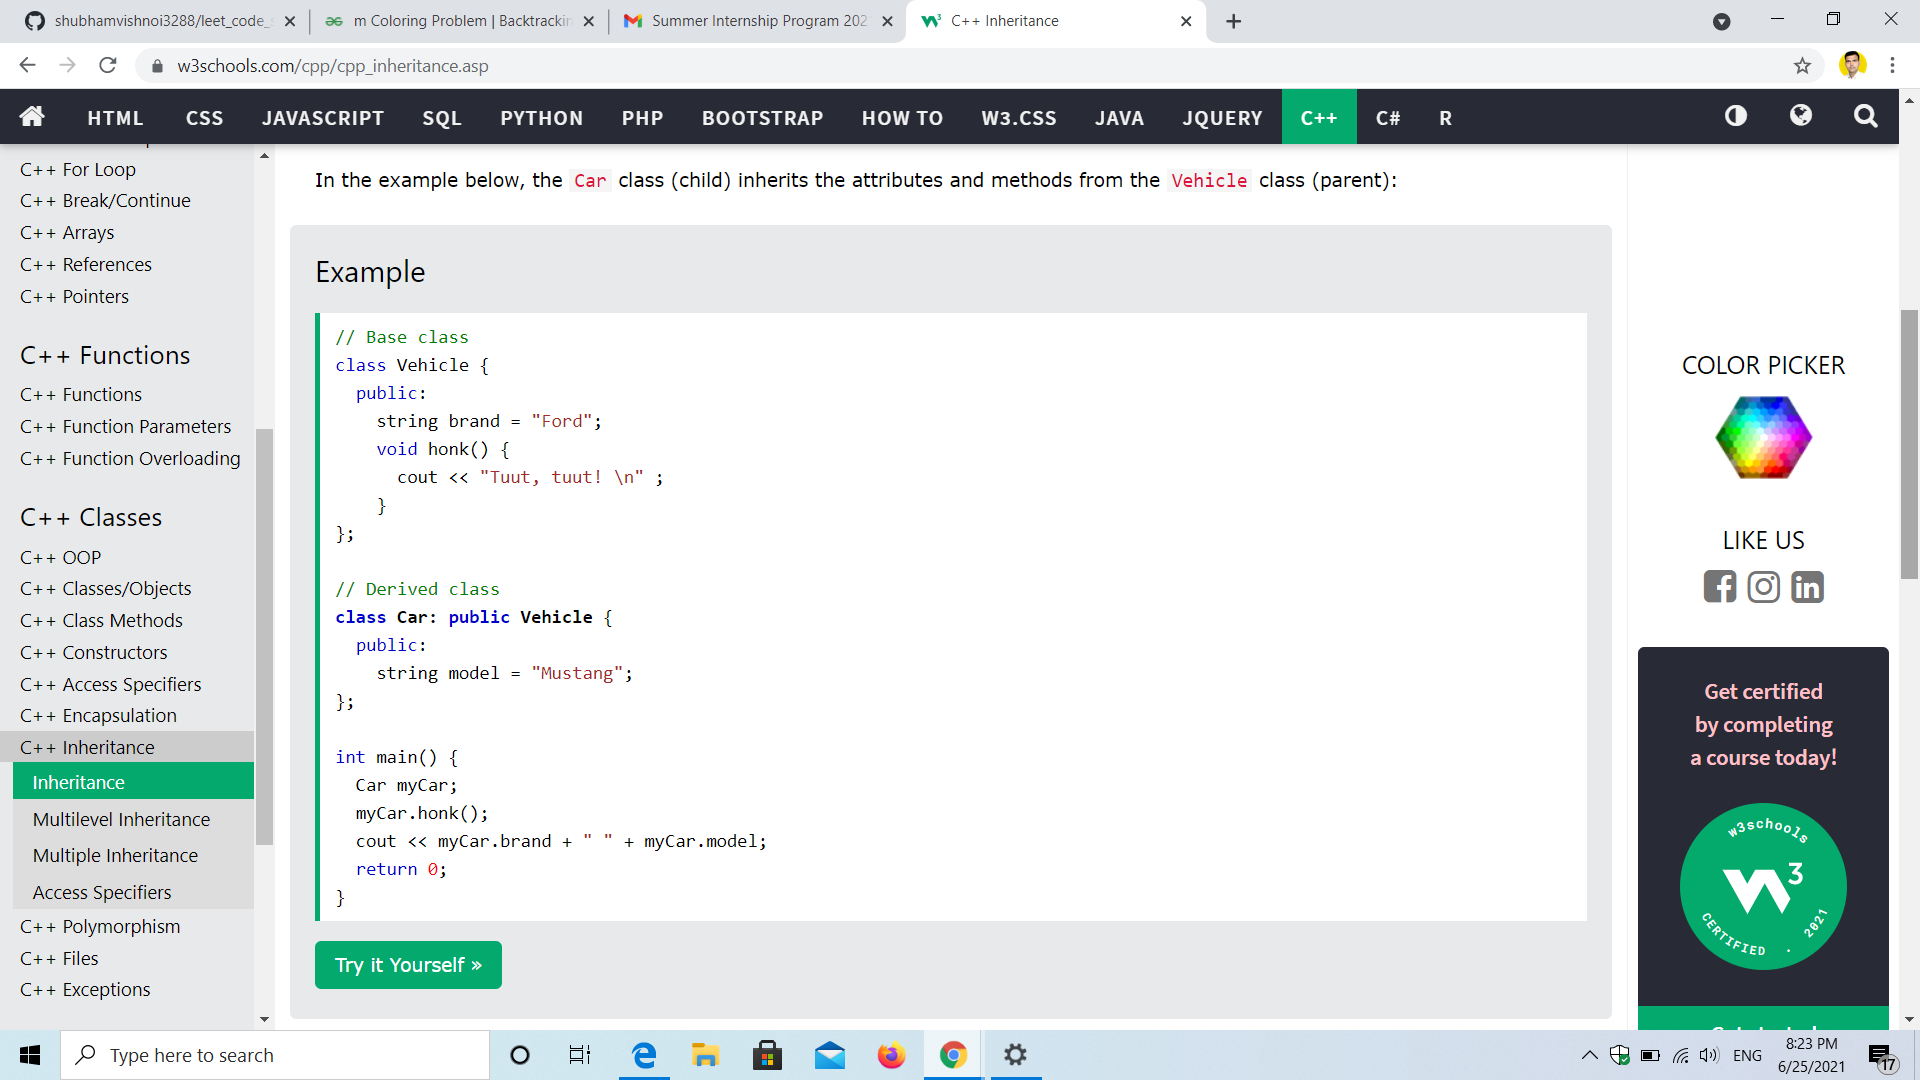 shubhamvishnoi3288/leet_code_
m Coloring Problem | Backtrackin
Summer Internship Program 202
C++ Inheritance
w3schools.com/cpp/cpp_inheritance.asp
HTML CSS JAVASCRIPT SQL PYTHON PHP BOOTSTRAP HOW TO W3.CSS JAVA JQUERY C++ C# R
C++ For Loop
C++ Break/Continue
C++ Arrays
C++ References
C++ Pointers
C++ Functions
C++ Functions
C++ Function Parameters
C++ Function Overloading
C++ Classes
C++ OOP
C++ Classes/Objects
C++ Class Methods
C++ Constructors
C++ Access Specifiers
C++ Encapsulation
C++ Inheritance
Inheritance
Multilevel Inheritance
Multiple Inheritance
Access Specifiers
C++ Polymorphism
C++ Files
C++ Exceptions
In the example below, the Car class (child) inherits the attributes and methods from the Vehicle class (parent):
Example
// Base class
class Vehicle {
  public:
    string brand = "Ford";
    void honk() {
      cout << "Tuut, tuut! \n" ;
    }
};
// Derived class
class Car: public Vehicle {
  public:
    string model = "Mustang";
};
int main() {
  Car myCar;
  myCar.honk();
  cout << myCar.brand + " " + myCar.model;
  return 0;
}
Try it Yourself »
COLOR PICKER
LIKE US
Get certified
by completing
a course today!
w3schools
W3
CERTIFIED . 2021
Type here to search
ENG
8:23 PM
6/25/2021
17